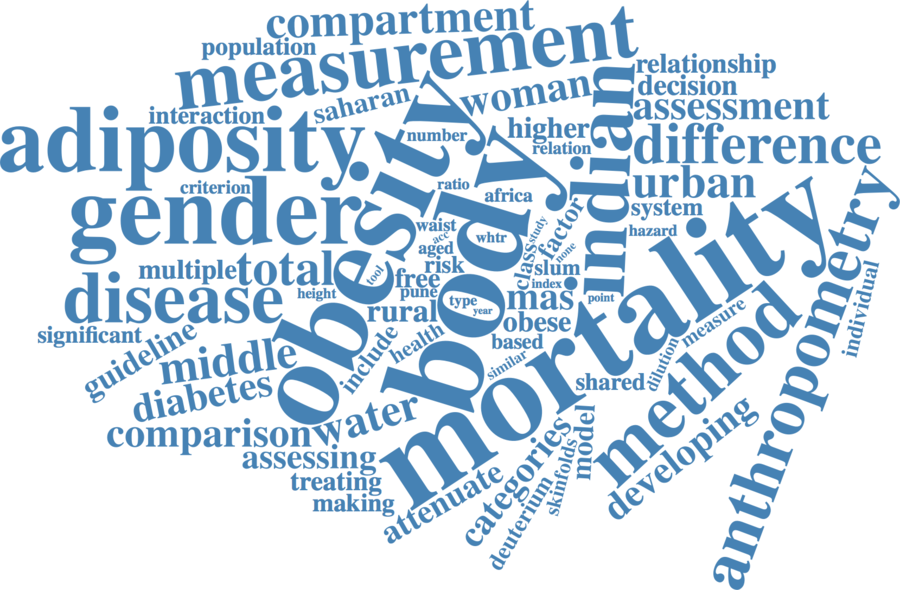 compartment
population
measurement
relationship
decision
saharan
woman
interaction
assessment
adiposity
number
higher
difference
relation
obesity
body
indian
criterion
ratio
gender
africa
urban
system
waist
factor
study
hazard
acc
whtr
aged
none
class
multiple
total
risk
slum
tool
free
index
disease
height
pune
type
year
mas
point
mortality
anthropometry
individual
rural
obese
significant
health
based
measure
guideline
middle
include
similar
dilution
method
shared
diabetes
water
comparison
model
categories
developing
assessing
skinfolds
treating
attenuate
deuterium
making